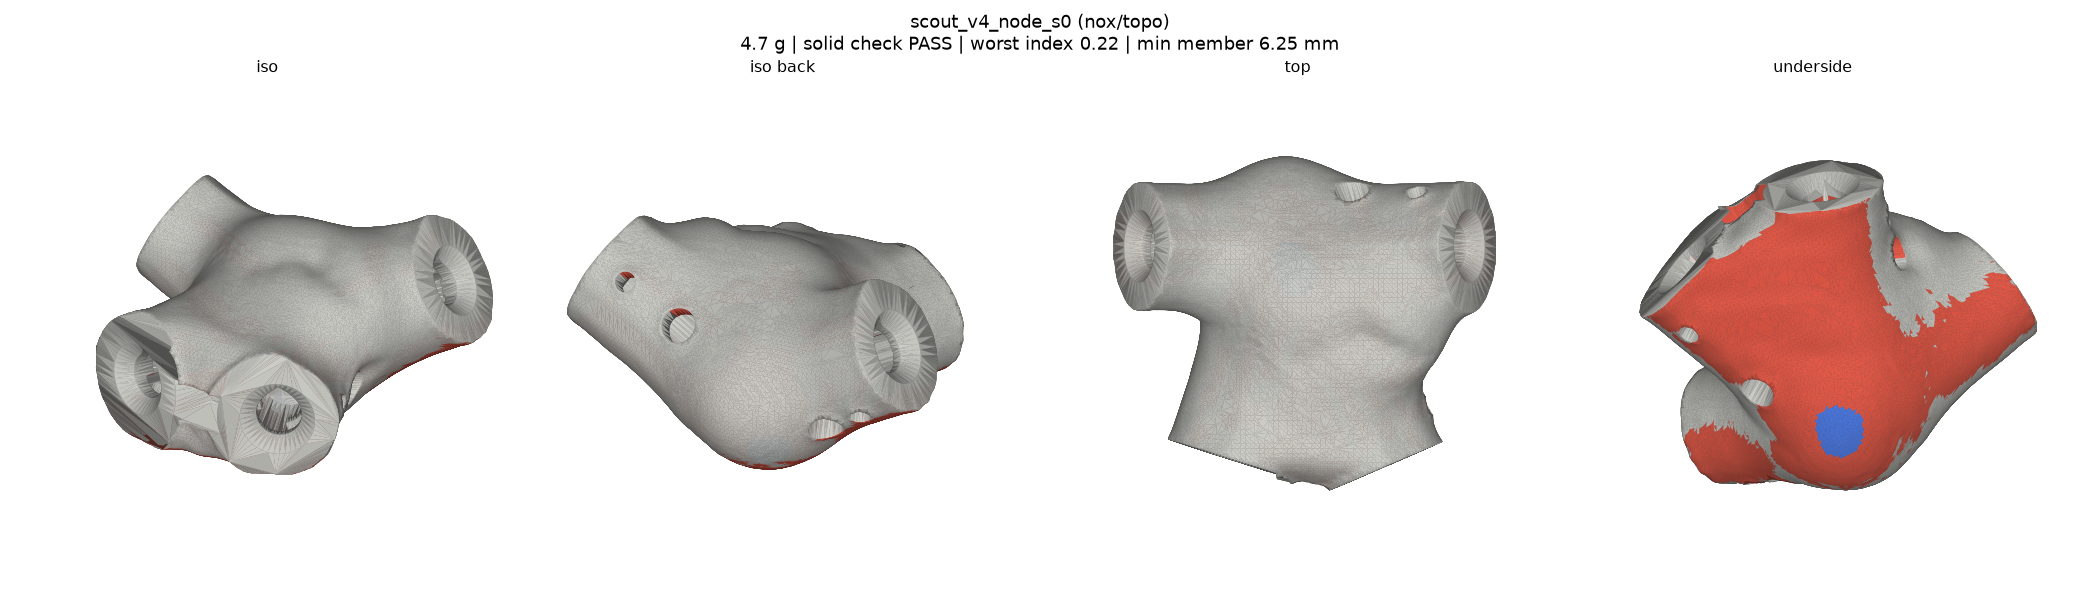 scout_v4_node_s0 (nox/topo)
4.7 g | solid check PASS | worst index 0.22 | min member 6.25 mm
iso
iso back
top
underside